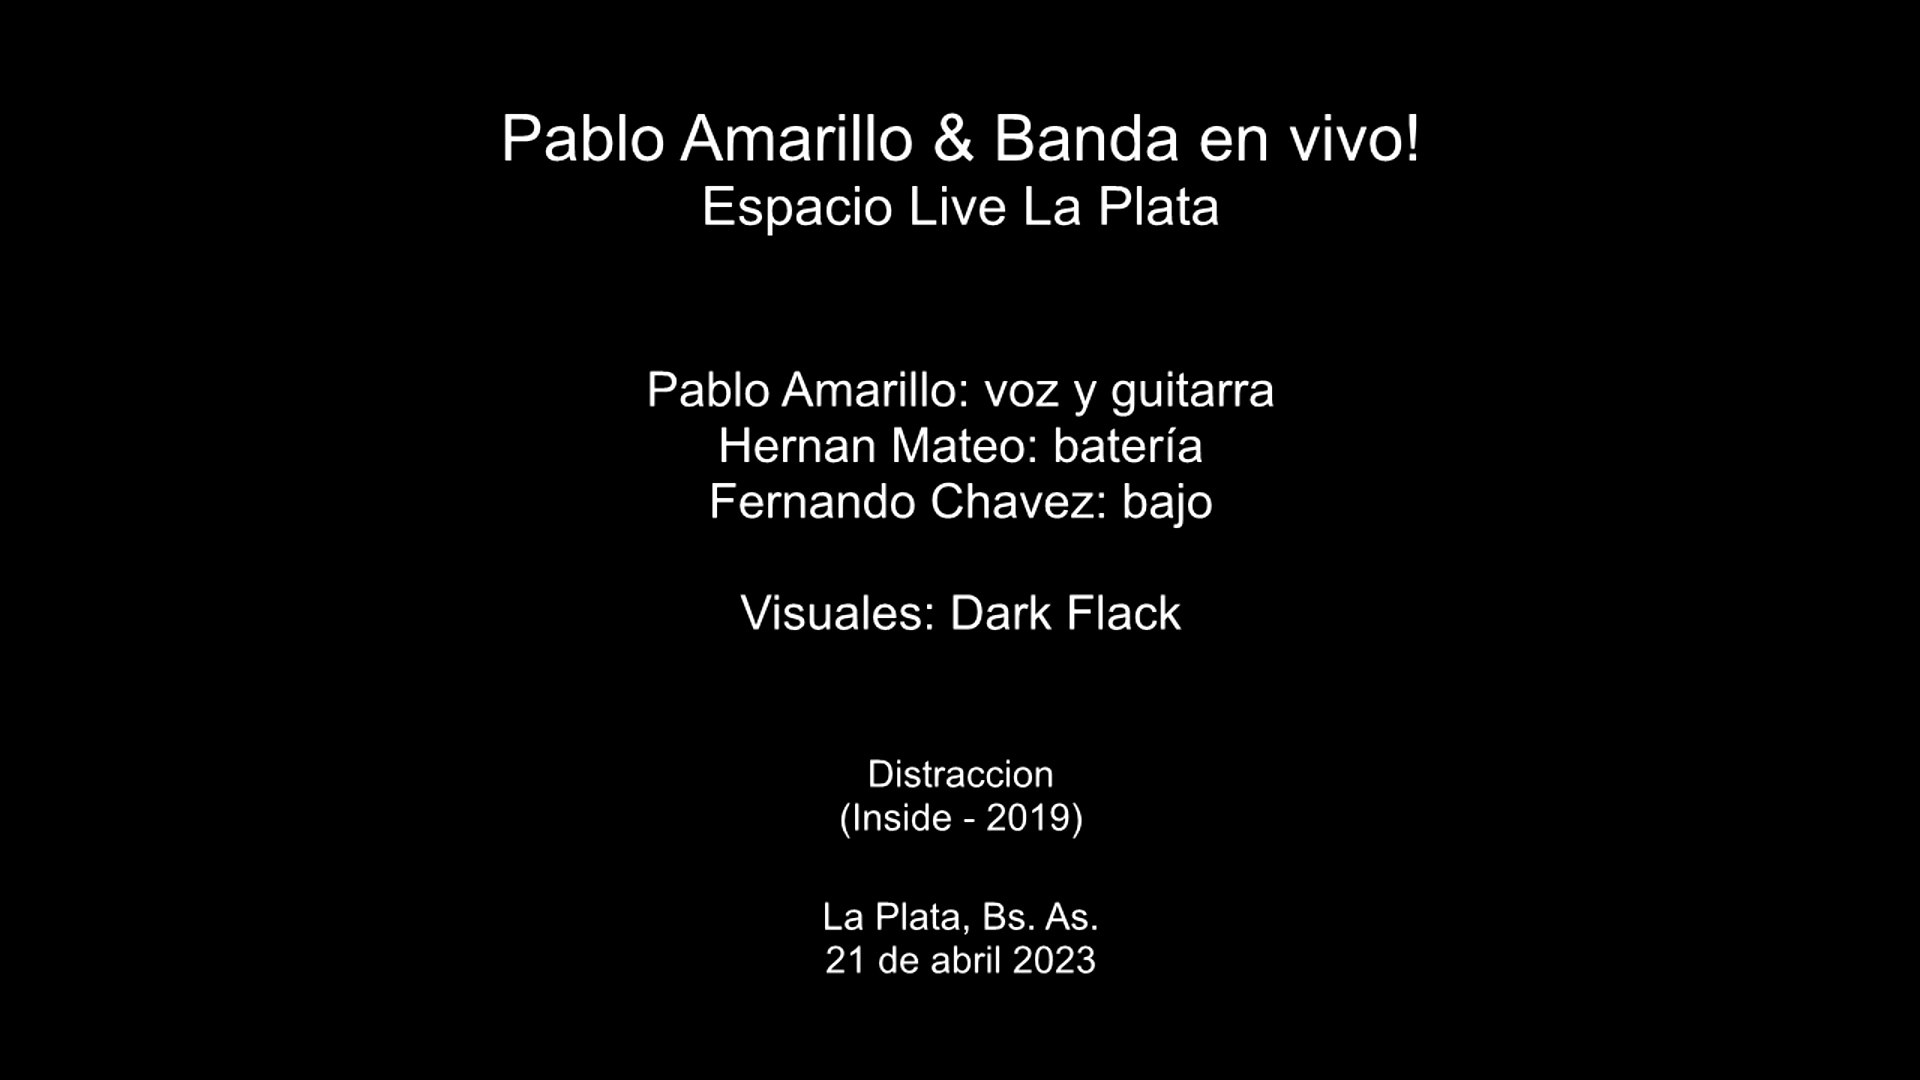 Pablo Amarillo & Banda en vivo!
Espacio Live La Plata
Pablo Amarillo: voz y guitarra
Hernan Mateo: batería
Fernando Chavez: bajo
Visuales: Dark Flack
Distraccion
(Inside - 2019)
La Plata, Bs. As.
21 de abril 2023